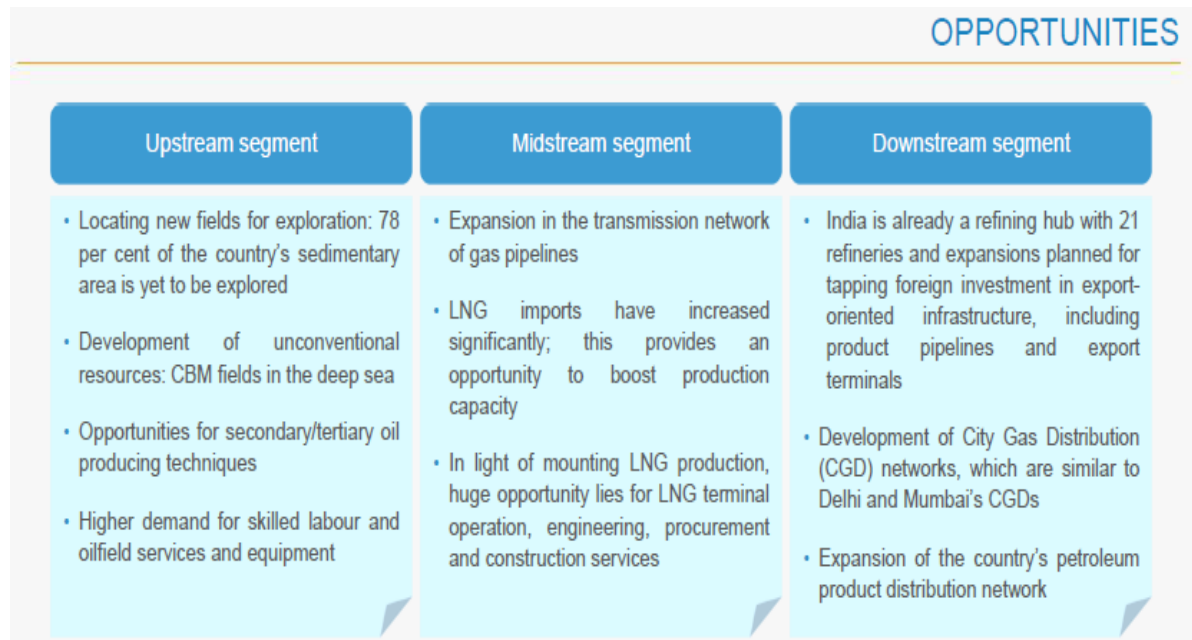 OPPORTUNITIES
Upstream segment
• Locating new fields for exploration: 78
per cent of the country's sedimentary
area is yet to be explored
• Development of unconventional
resources: CBM fields in the deep sea
• Opportunities for secondary/tertiary oil
producing techniques
• Higher demand for skilled labour and
oilfield services and equipment
Midstream segment
• Expansion in the transmission network
of gas pipelines
• LNG imports have increased
significantly; this provides an
opportunity to boost production
capacity
• In light of mounting LNG production,
huge opportunity lies for LNG terminal
operation, engineering, procurement
and construction services
Downstream segment
• India is already a refining hub with 21
refineries and expansions planned for
tapping foreign investment in export-
oriented infrastructure, including
product pipelines and export
terminals
• Development of City Gas Distribution
(CGD) networks, which are similar to
Delhi and Mumbai's CGDs
• Expansion of the country's petroleum
product distribution network